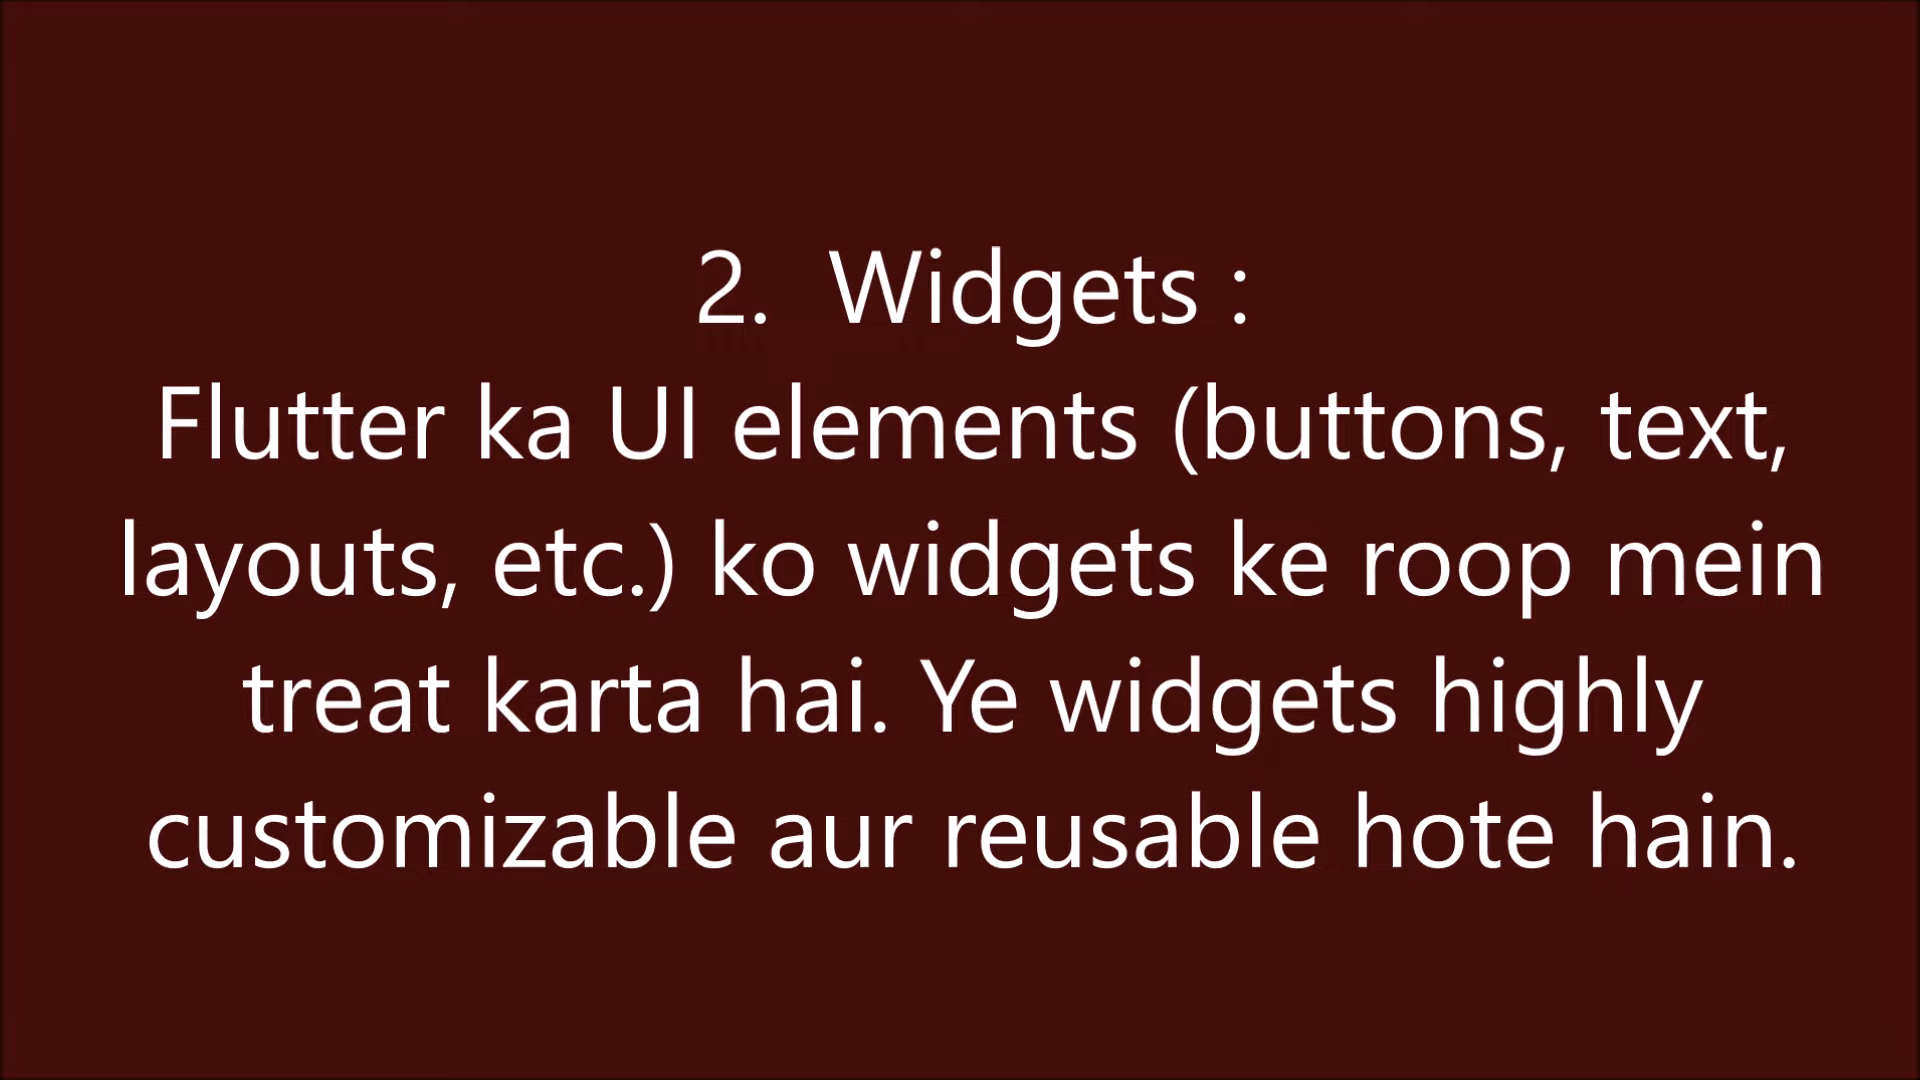 2.  Widgets :
Flutter ka UI elements (buttons, text,
layouts, etc.) ko widgets ke roop mein
treat karta hai. Ye widgets highly
customizable aur reusable hote hain.